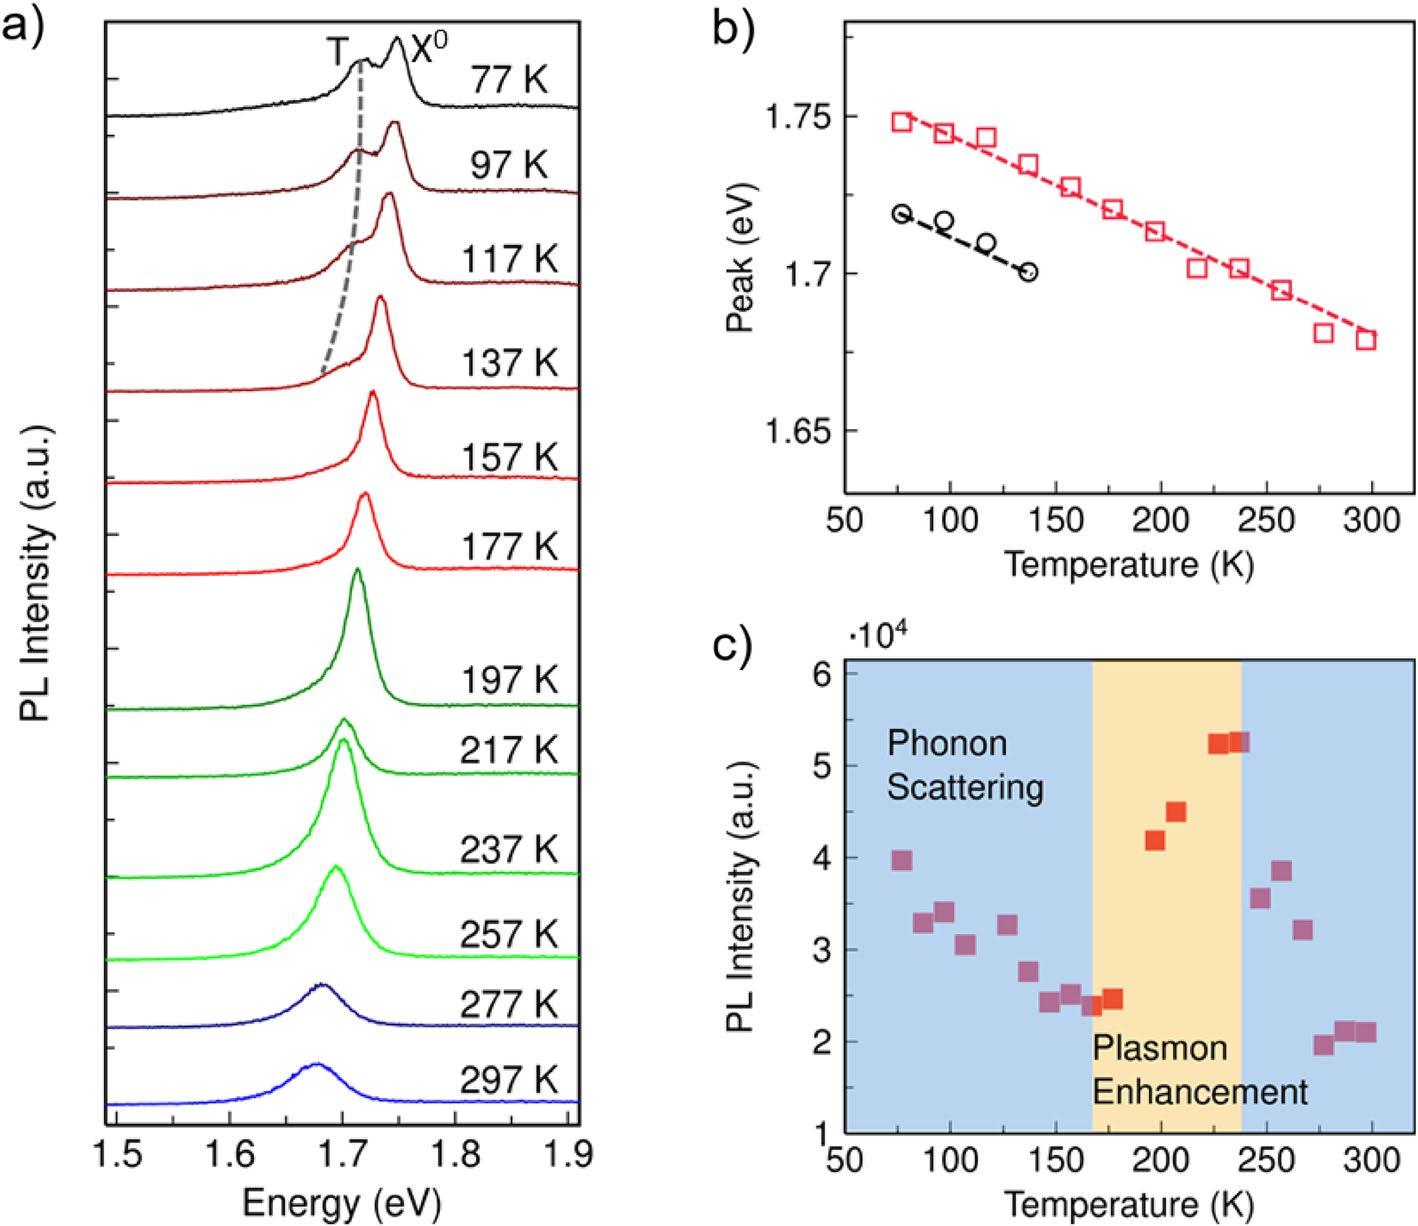 a)
T
X⁰
77 K
97 K
117 K
137 K
157 K
177 K
197 K
217 K
237 K
257 K
277 K
297 K
PL Intensity (a.u.)
1.5 1.6 1.7 1.8 1.9
Energy (eV)
b)
1.75
1.7
1.65
Peak (eV)
50 100 150 200 250 300
Temperature (K)
c)
·10⁴
6
5
4
3
2
1
PL Intensity (a.u.)
Phonon
Scattering
Plasmon
Enhancement
50 100 150 200 250 300
Temperature (K)